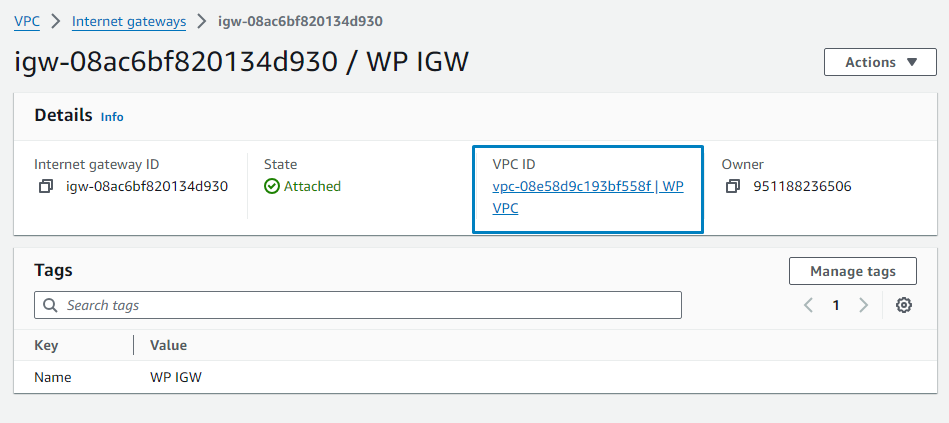 VPC > Internet gateways > igw-08ac6bf820134d930
igw-08ac6bf820134d930 / WP IGW
Actions
Details Info
Internet gateway ID
igw-08ac6bf820134d930
State
Attached
VPC ID
vpc-08e58d9c193bf558f | WP
VPC
Owner
951188236506
Tags
Manage tags
Search tags
1
Key Value
Name WP IGW